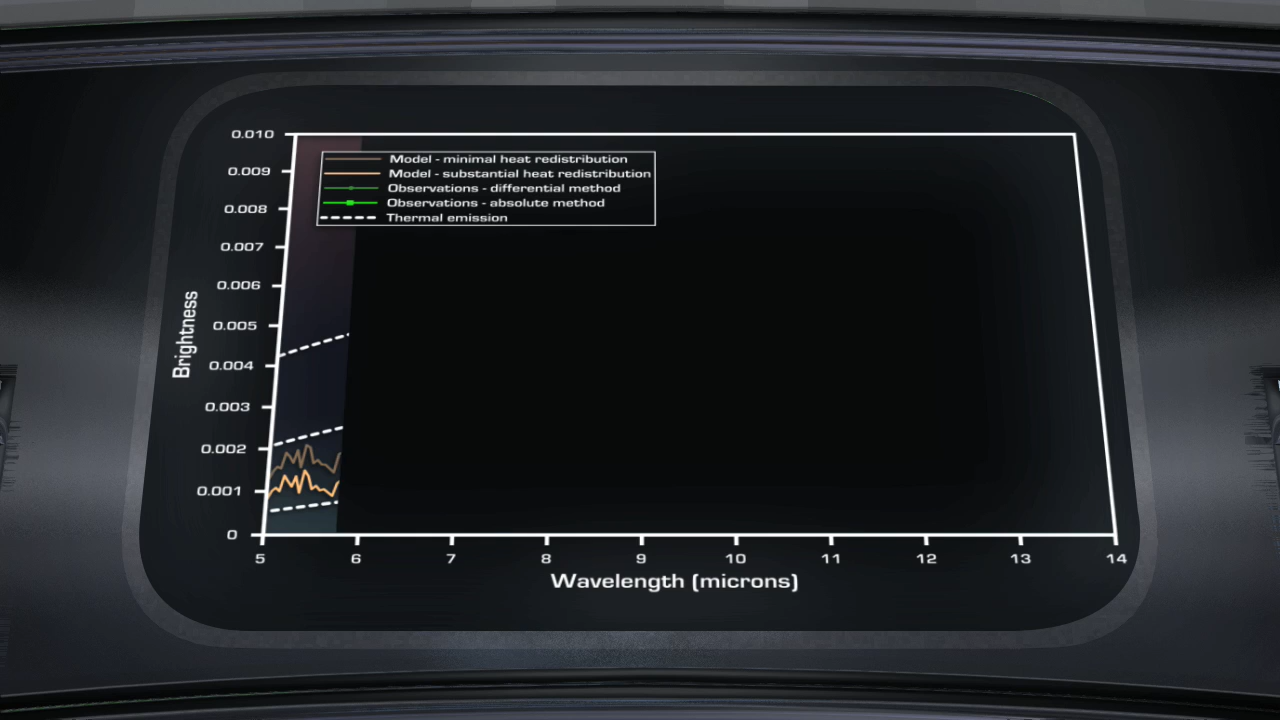 0.010
0.009
0.008
0.007
0.006
0.005
0.004
0.003
0.002
0.001
0
Brightness
Model - minimal heat redistribution
Model - substantial heat redistribution
Observations - differential method
Observations - absolute method
Thermal emission
5 6 7 8 9 10 11 12 13 14
Wavelength (microns)